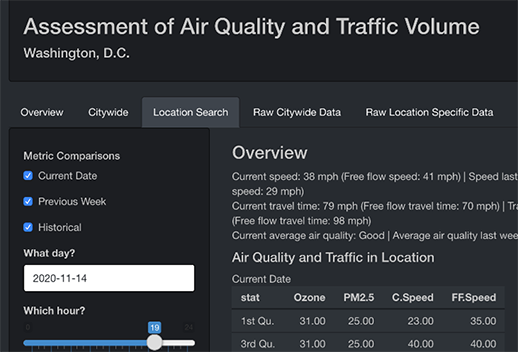 Assessment of Air Quality and Traffic Volume
Washington, D.C.
Overview Citywide Location Search Raw Citywide Data Raw Location Specific Data
Metric Comparisons
Current Date
Previous Week
Historical
What day?
2020-11-14
Which hour?
0 19 24
Overview
Current speed: 38 mph (Free flow speed: 41 mph) | Speed last
speed: 29 mph)
Current travel time: 79 mph (Free flow travel time: 70 mph) | Tra
(Free flow travel time: 98 mph)
Current average air quality: Good | Average air quality last wee
Air Quality and Traffic in Location
Current Date
stat Ozone PM2.5 C.Speed FF.Speed
1st Qu. 31.00 25.00 23.00 35.00
3rd Qu. 31.00 25.00 40.00 40.00